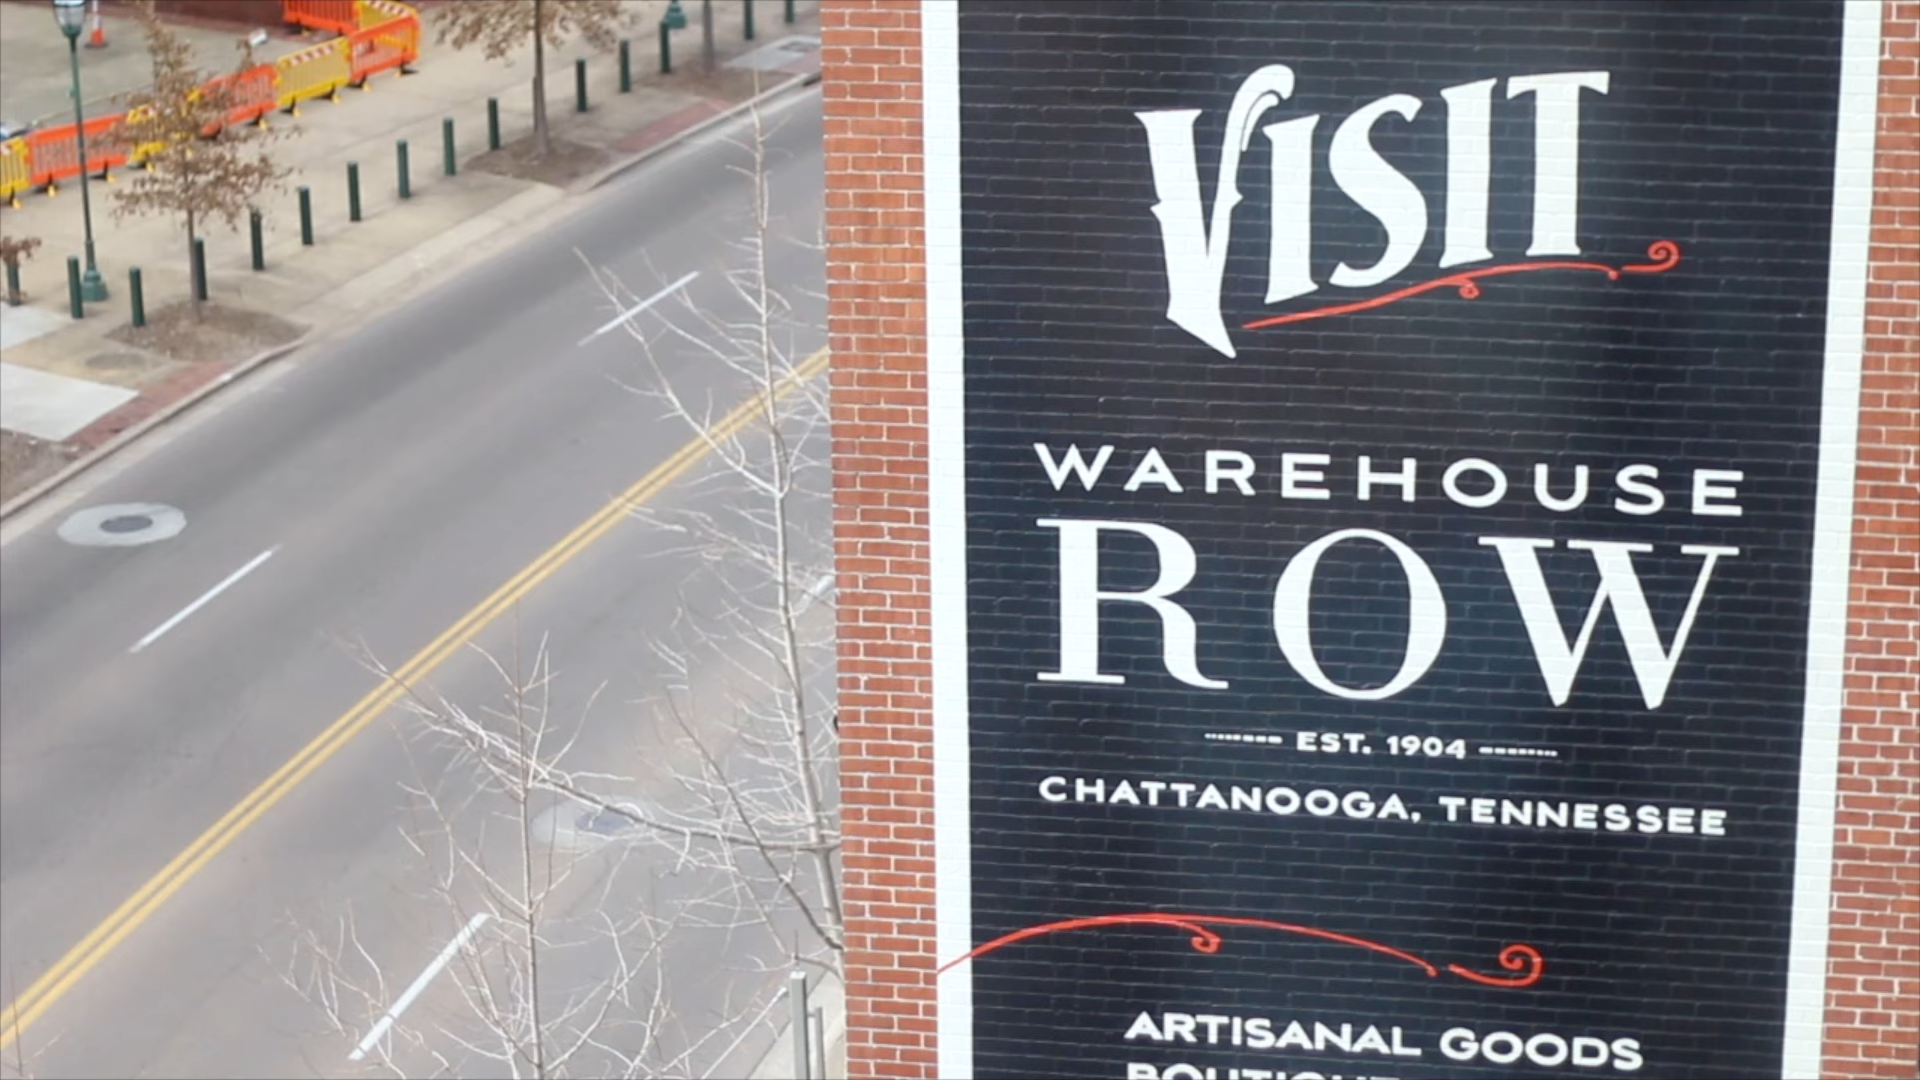 VISIT
WAREHOUSE
ROW
EST. 1904
CHATTANOOGA, TENNESSEE
ARTISANAL GOODS